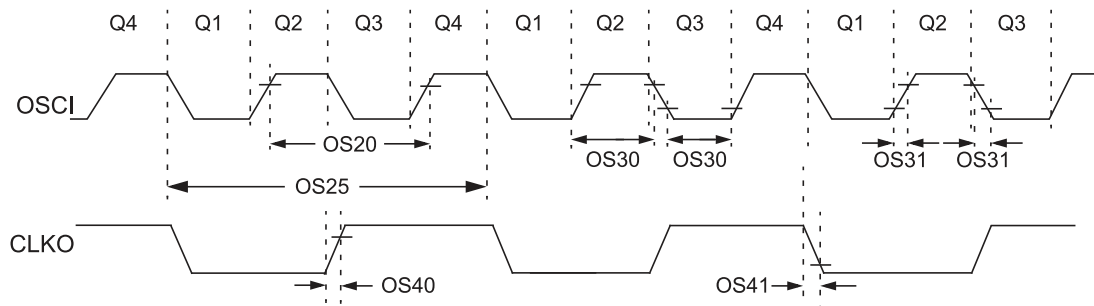 Q4 Q1 Q2 Q3 Q4 Q1 Q2 Q3 Q4 Q1 Q2 Q3
OSCI
OS20
OS30 OS30
OS31 OS31
OS25
CLKO
OS40
OS41